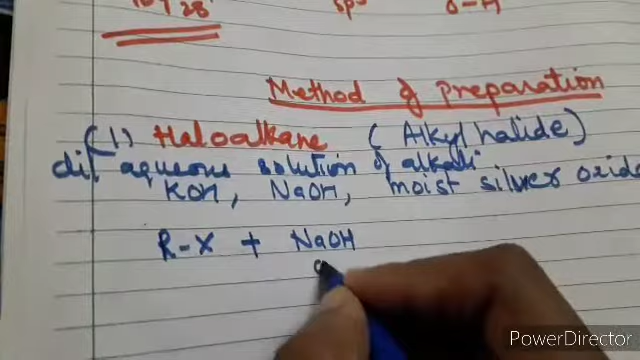 sp³
O-H
Method of preparation
(1) Haloalkane (Alkyl halide)
dil. aqueous solution of alkali
KOH, NaOH, moist silver oxide
R-X + NaOH
PowerDirector